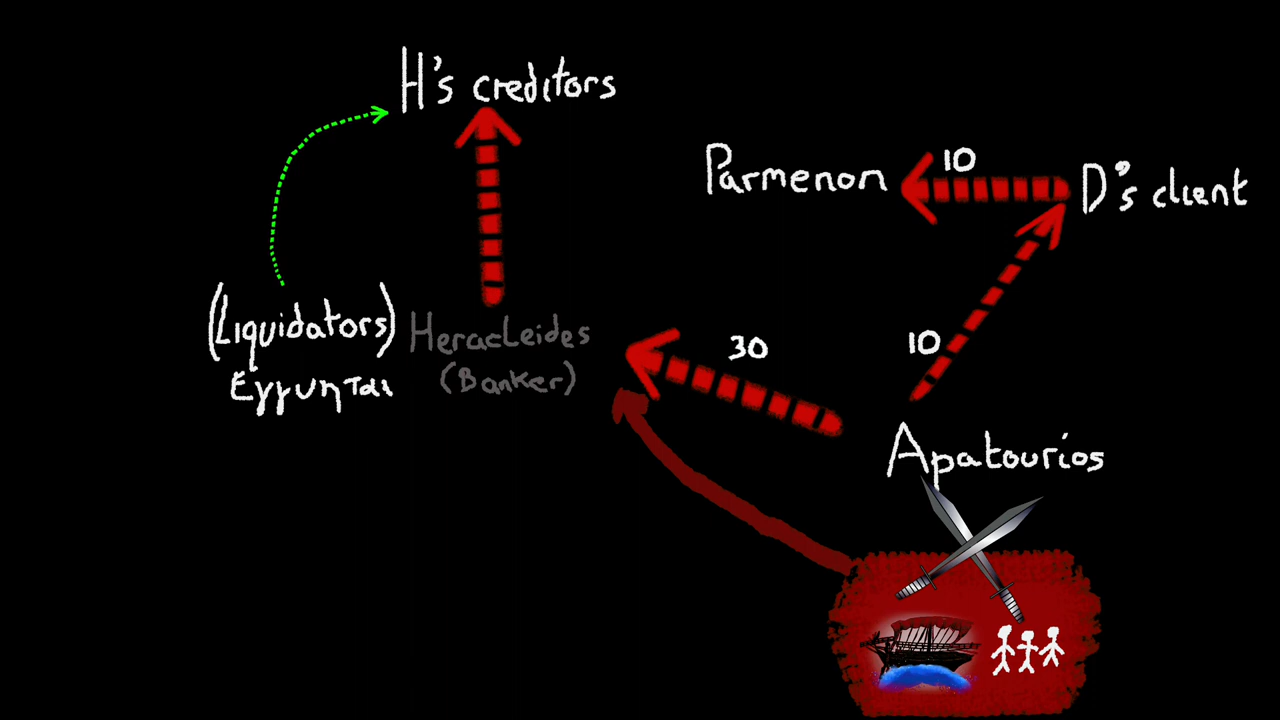 H's creditors
Parmenon
10
D's client
(Liquidators)
Εγγυηται
Heracleides
(Banker)
30
10
Apatourios